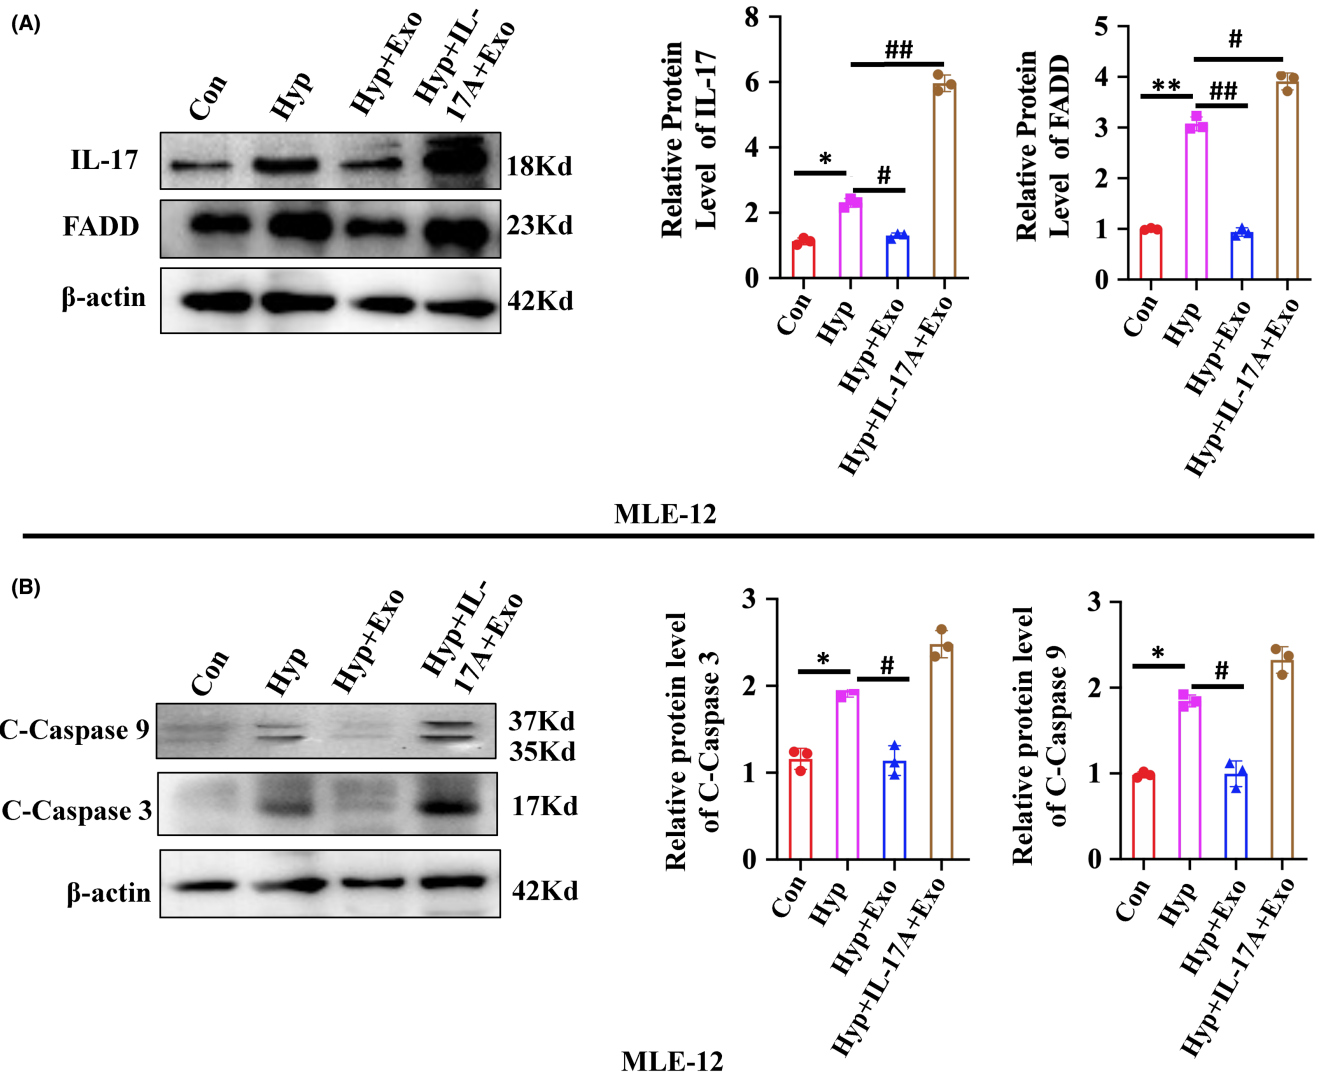 (A)
Con
Hyp
Hyp+Exo
Hyp+IL-
17A+Exo
IL-17
18Kd
FADD
23Kd
β-actin
42Kd
Relative Protein
Level of IL-17
8
6
4
2
0
*
#
##
Con
Hyp
Hyp+Exo
Hyp+IL-17A+Exo
Relative Protein
Level of FADD
5
4
3
2
1
0
**
##
#
Con
Hyp
Hyp+Exo
Hyp+IL-17A+Exo
MLE-12
(B)
Con
Hyp
Hyp+Exo
Hyp+IL-
17A+Exo
C-Caspase 9
37Kd
35Kd
C-Caspase 3
17Kd
β-actin
42Kd
Relative protein level
of C-Caspase 3
3
2
1
0
*
#
Con
Hyp
Hyp+Exo
Hyp+IL-17A+Exo
Relative protein level
of C-Caspase 9
3
2
1
0
*
#
Con
Hyp
Hyp+Exo
Hyp+IL-17A+Exo
MLE-12